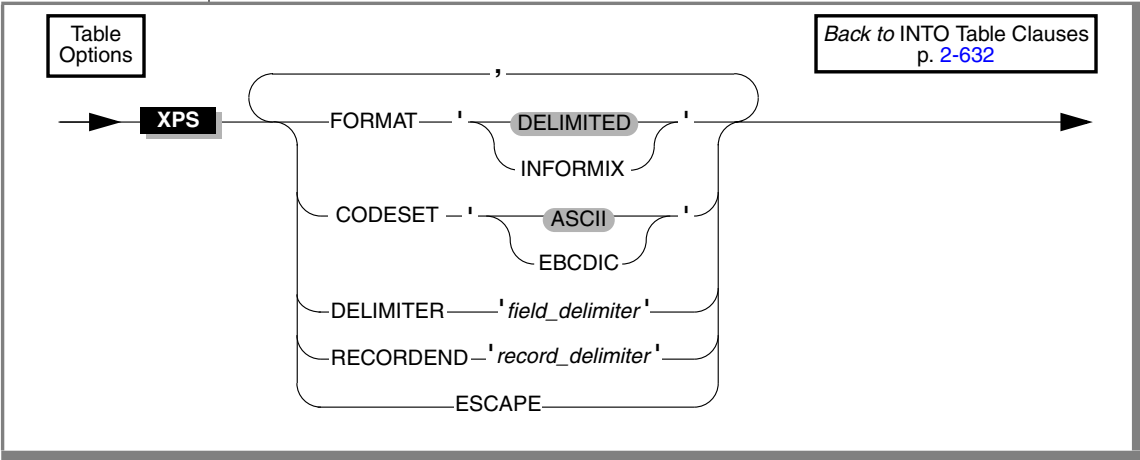 Table
Options
Back to INTO Table Clauses
p. 2-632
,
XPS
FORMAT ' DELIMITED '
INFORMIX
CODESET ' ASCII '
EBCDIC
DELIMITER 'field_delimiter'
RECORDEND 'record_delimiter'
ESCAPE